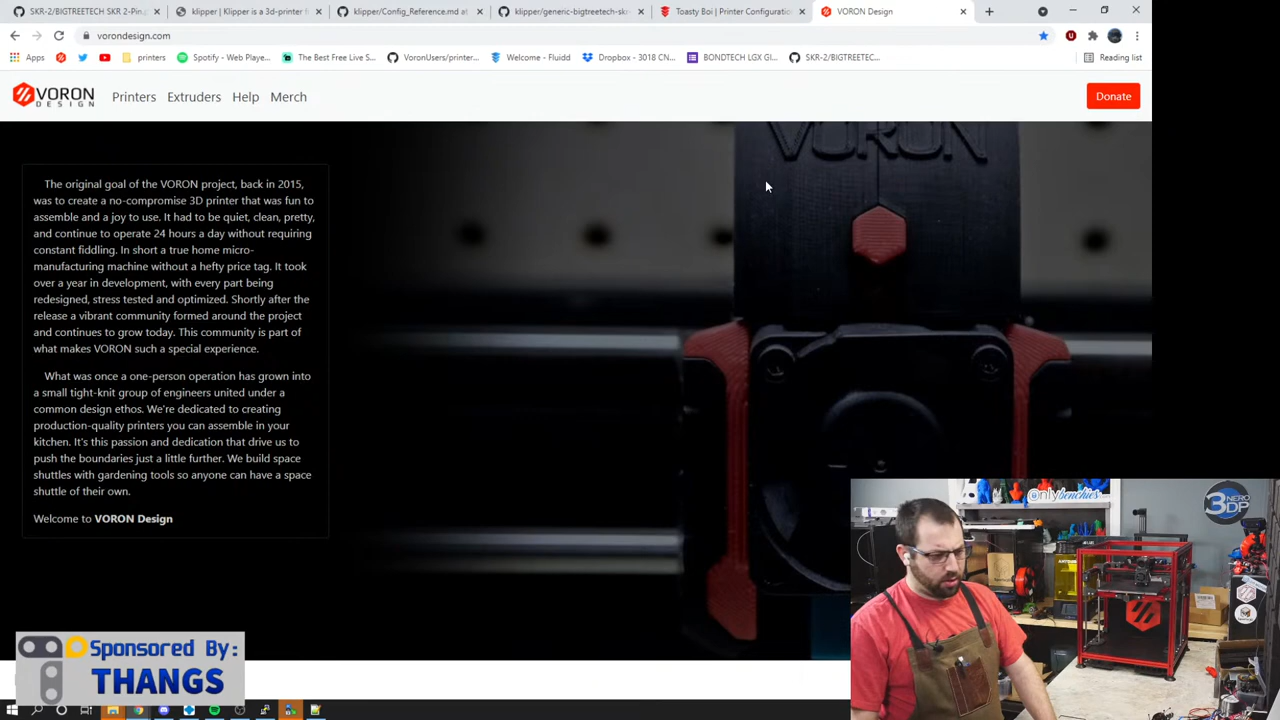 SKR-2/BIGTREETECH SKR 2-Pin.p
klipper | Klipper is a 3d-printer f
klipper/Config_Reference.md at
klipper/generic-bigtreetech-skr-
Toasty Boi | Printer Configuration
VORON Design
vorondesign.com
Apps
printers
Spotify - Web Playe...
The Best Free Live S...
VoronUsers/printer...
Welcome - Fluidd
Dropbox - 3018 CN...
BONDTECH LGX Gl...
SKR-2/BIGTREETEC...
Reading list
VORON
DESIGN
Printers
Extruders
Help
Merch
Donate
VORON
The original goal of the VORON project, back in 2015,
was to create a no-compromise 3D printer that was fun to
assemble and a joy to use. It had to be quiet, clean, pretty,
and continue to operate 24 hours a day without requiring
constant fiddling. In short a true home micro-
manufacturing machine without a hefty price tag. It took
over a year in development, with every part being
redesigned, stress tested and optimized. Shortly after the
release a vibrant community formed around the project
and continues to grow today. This community is part of
what makes VORON such a special experience.
What was once a one-person operation has grown into
a small tight-knit group of engineers united under a
common design ethos. We're dedicated to creating
production-quality printers you can assemble in your
kitchen. It's this passion and dedication that drive us to
push the boundaries just a little further. We build space
shuttles with gardening tools so anyone can have a space
shuttle of their own.
Welcome to VORON Design
Onlybenchies
NERO
3DP
Sponsored By:
THANGS